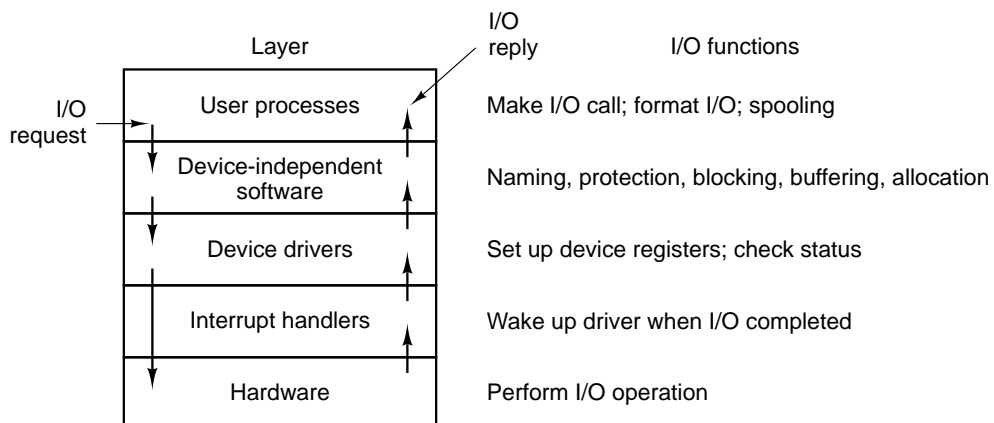 I/O
reply
Layer
I/O functions
I/O
request
User processes
Make I/O call; format I/O; spooling
Device-independent
software
Naming, protection, blocking, buffering, allocation
Device drivers
Set up device registers; check status
Interrupt handlers
Wake up driver when I/O completed
Hardware
Perform I/O operation